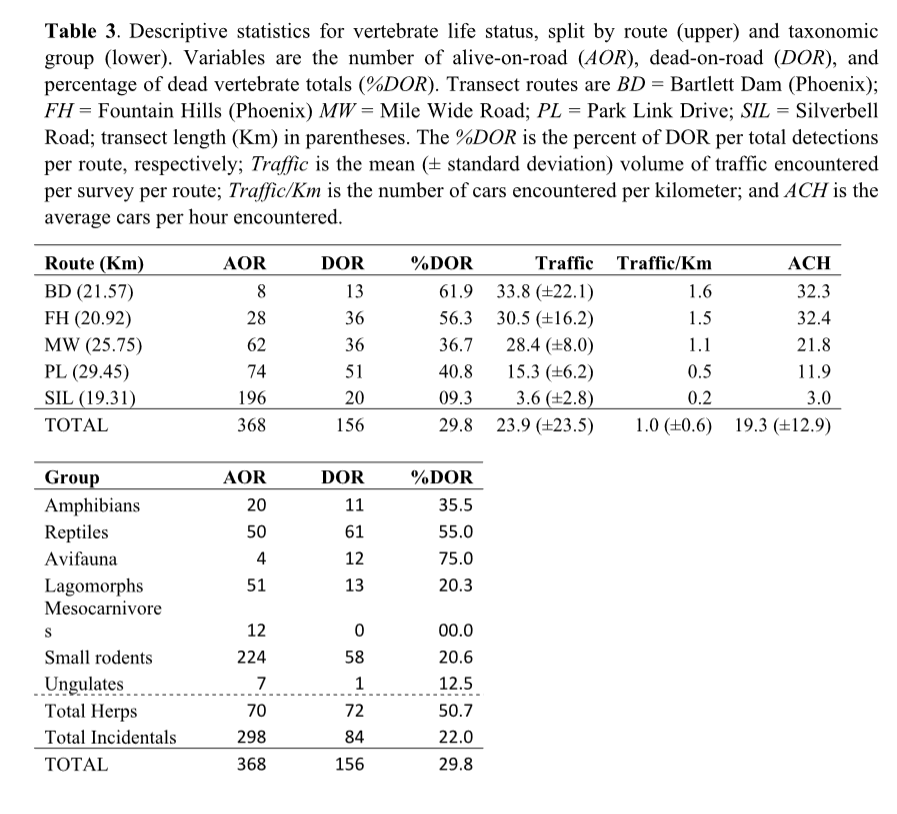 Table 3. Descriptive statistics for vertebrate life status, split by route (upper) and taxonomic
group (lower). Variables are the number of alive-on-road (AOR), dead-on-road (DOR), and
percentage of dead vertebrate totals (%DOR). Transect routes are BD = Bartlett Dam (Phoenix);
FH = Fountain Hills (Phoenix) MW = Mile Wide Road; PL = Park Link Drive; SIL = Silverbell
Road; transect length (Km) in parentheses. The %DOR is the percent of DOR per total detections
per route, respectively; Traffic is the mean (± standard deviation) volume of traffic encountered
per survey per route; Traffic/Km is the number of cars encountered per kilometer; and ACH is the
average cars per hour encountered.
Route (Km) AOR DOR %DOR Traffic Traffic/Km ACH
BD (21.57) 8 13 61.9 33.8 (±22.1) 1.6 32.3
FH (20.92) 28 36 56.3 30.5 (±16.2) 1.5 32.4
MW (25.75) 62 36 36.7 28.4 (±8.0) 1.1 21.8
PL (29.45) 74 51 40.8 15.3 (±6.2) 0.5 11.9
SIL (19.31) 196 20 09.3 3.6 (±2.8) 0.2 3.0
TOTAL 368 156 29.8 23.9 (±23.5) 1.0 (±0.6) 19.3 (±12.9)
Group AOR DOR %DOR
Amphibians 20 11 35.5
Reptiles 50 61 55.0
Avifauna 4 12 75.0
Lagomorphs 51 13 20.3
Mesocarnivore
s 12 0 00.0
Small rodents 224 58 20.6
Ungulates 7 1 12.5
Total Herps 70 72 50.7
Total Incidentals 298 84 22.0
TOTAL 368 156 29.8